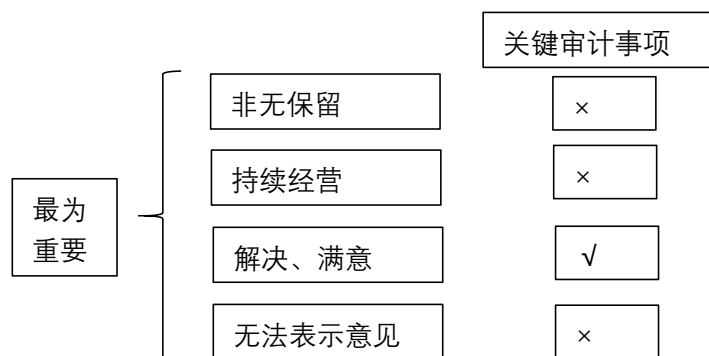 关键审计事项
非无保留
×
持续经营
×
最为
重要
解决、满意
√
无法表示意见
×